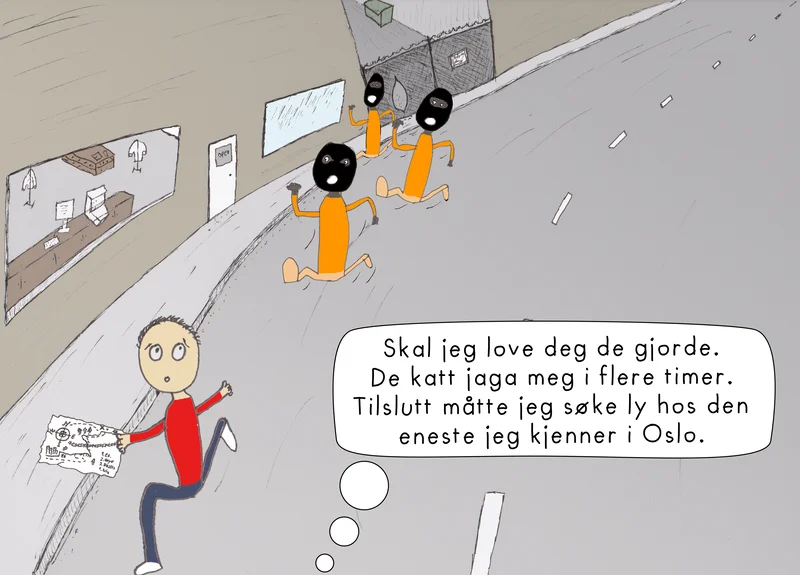 OPEN
Skal jeg love deg de gjorde.
De katt jaga meg i flere timer.
Tilslutt måtte jeg søke ly hos den
eneste jeg kjenner i Oslo.